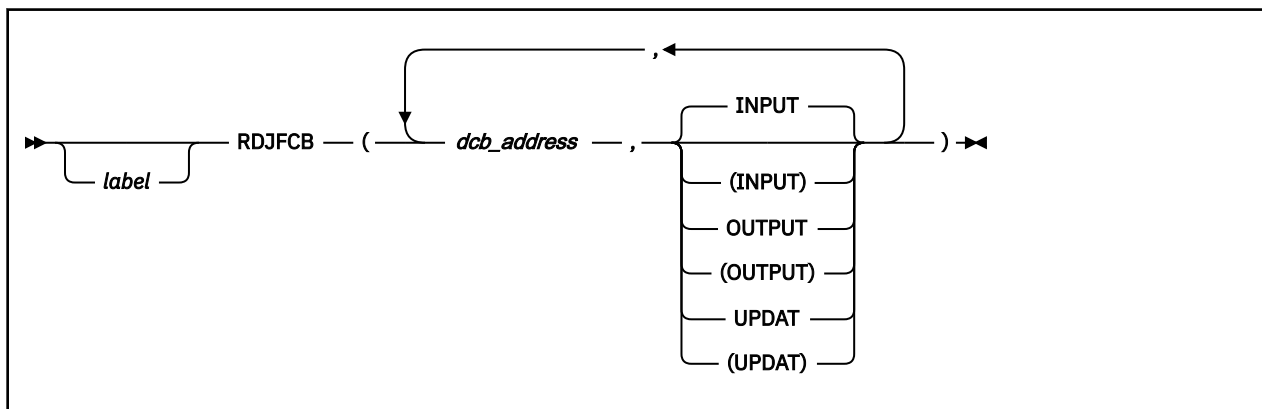 ,
INPUT
RDJFCB ( dcb_address , )
label
(INPUT)
OUTPUT
(OUTPUT)
UPDAT
(UPDAT)